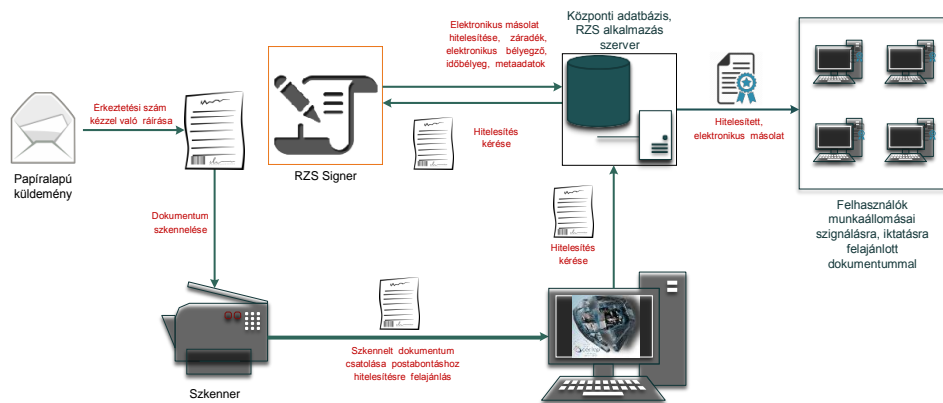 Elektronikus másolat
hitelesítése, záradék,
elektronikus bélyegző,
időbélyeg, metaadatok
Központi adatbázis,
RZS alkalmazás
szerver
Érkeztetési szám
kézzel való ráírása
Papíralapú
küldemény
RZS Signer
Hitelesítés
kérése
Hitelesített,
elektronikus másolat
Felhasználók
munkaállomásai
szignálásra, iktatásra
felajánlott
dokumentummal
Dokumentum
szkennelése
Hitelesítés
kérése
Szkennelt dokumentum
csatolása postabontáshoz
hitelesítésre felajánlás
Szkenner